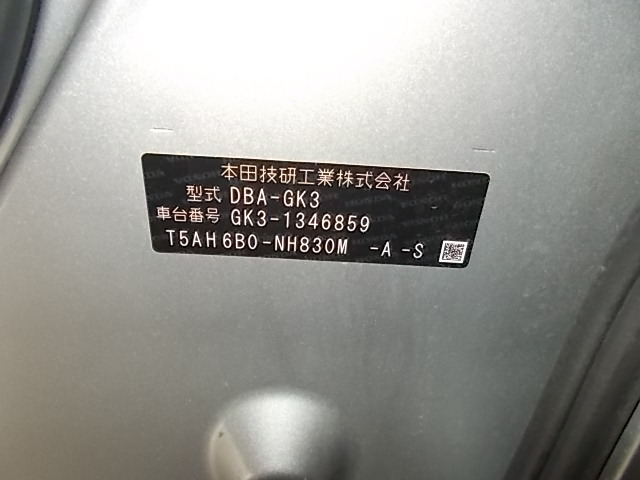 本田技研工業株式会社
型式 DBA-GK3
車台番号 GK3-1346859
T5AH6B0-NH830M -A-S